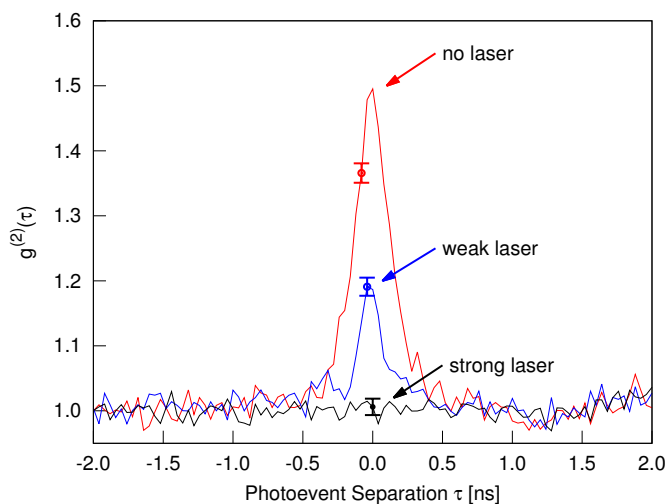 1.6
1.5
1.4
1.3
1.2
1.1
1.0
g(2)(τ)
no laser
weak laser
strong laser
-2.0 -1.5 -1.0 -0.5 0.0 0.5 1.0 1.5 2.0
Photoevent Separation τ [ns]